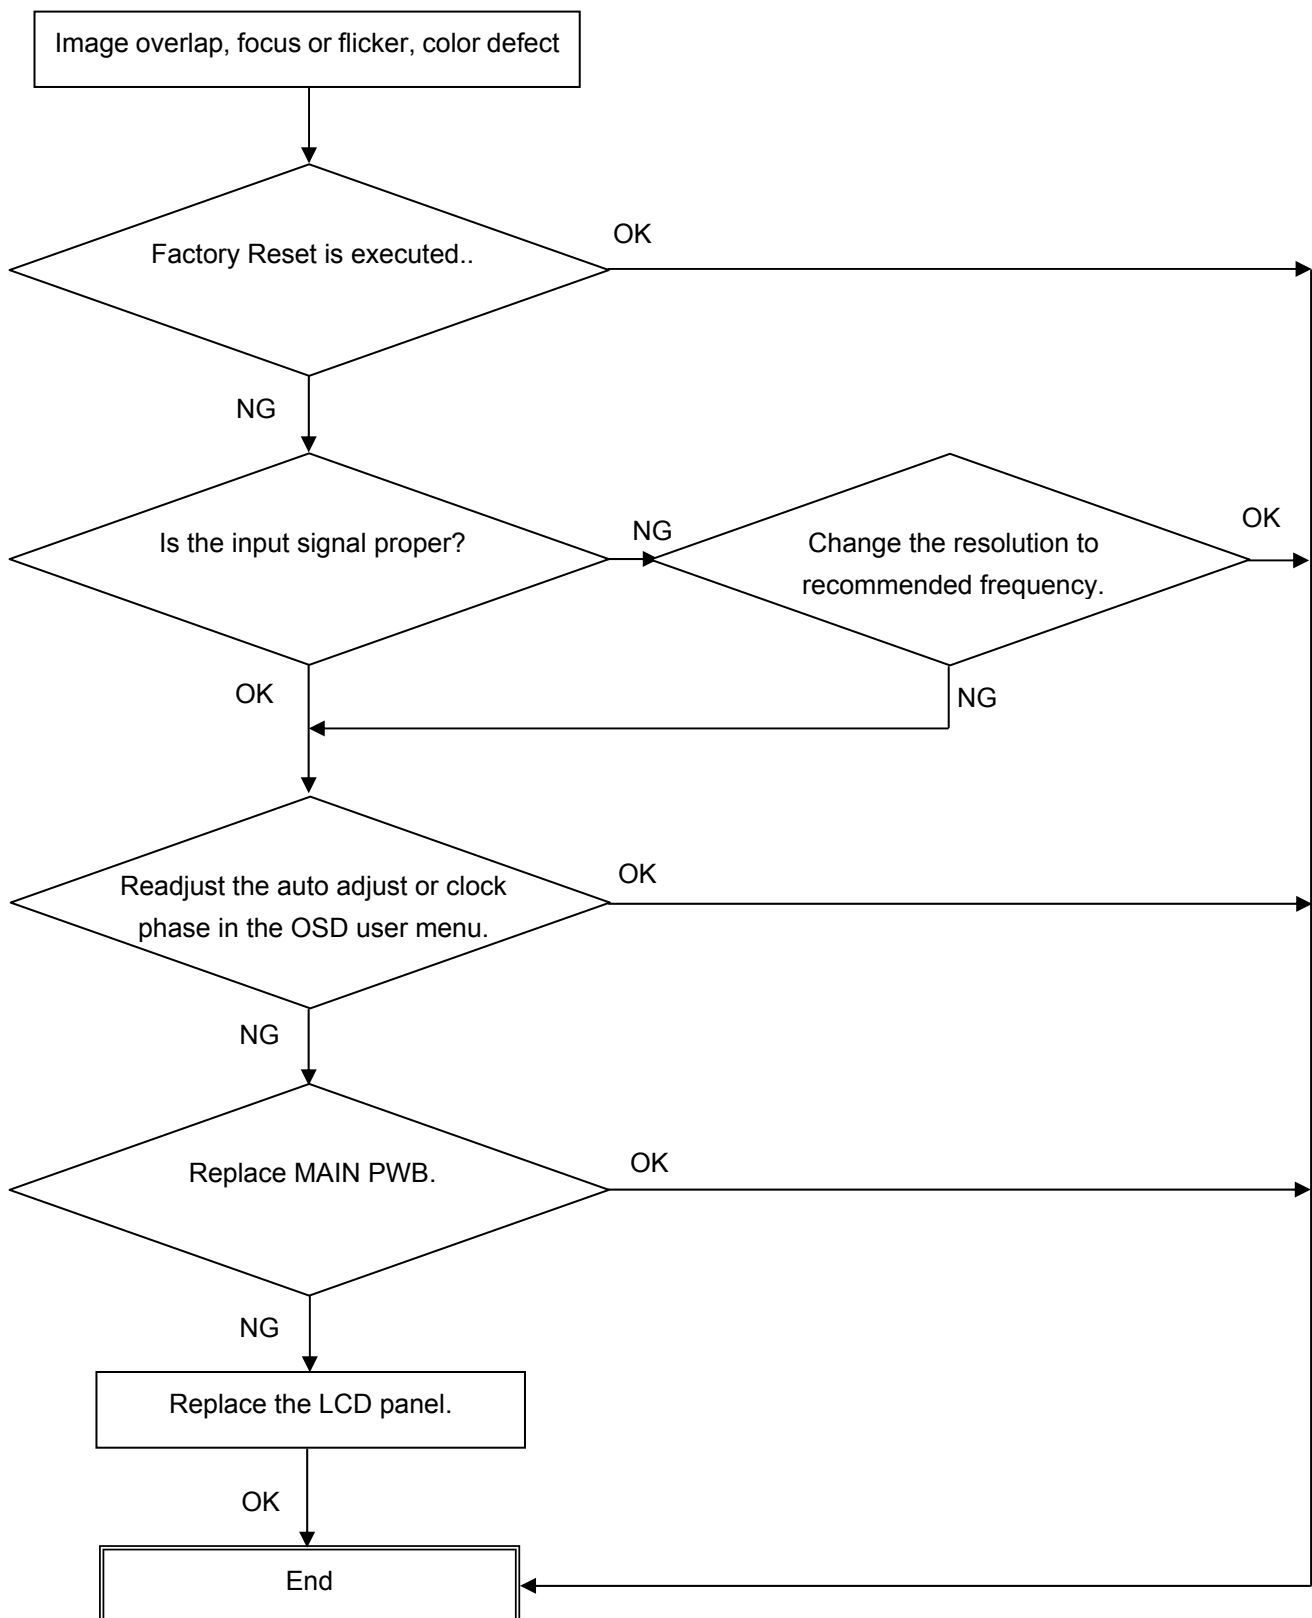 Image overlap, focus or flicker, color defect
Factory Reset is executed..
OK
NG
Is the input signal proper?
NG
Change the resolution to
recommended frequency.
OK
OK
NG
Readjust the auto adjust or clock
phase in the OSD user menu.
OK
NG
Replace MAIN PWB.
OK
NG
Replace the LCD panel.
OK
End